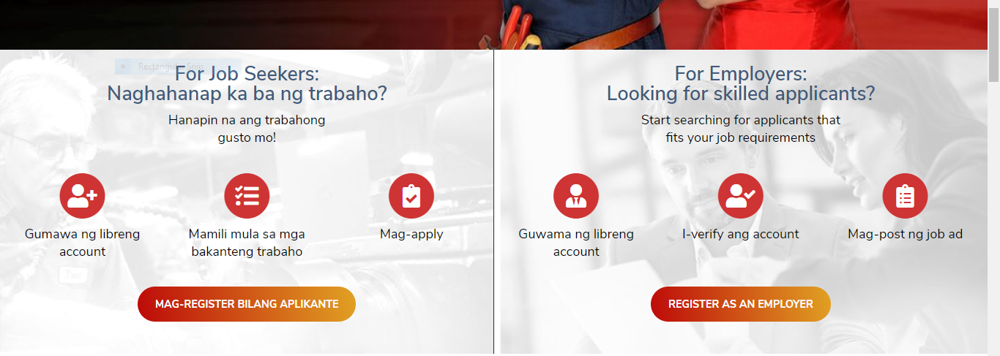 Rectangular Snip
For Job Seekers:
Naghahanap ka ba ng trabaho?
Hanapin na ang trabahong
gusto mo!
Gumawa ng libreng
account
Mamili mula sa mga
bakanteng trabaho
Mag-apply
MAG-REGISTER BILANG APLIKANTE
For Employers:
Looking for skilled applicants?
Start searching for applicants that
fits your job requirements
Guwama ng libreng
account
I-verify ang account
Mag-post ng job ad
REGISTER AS AN EMPLOYER